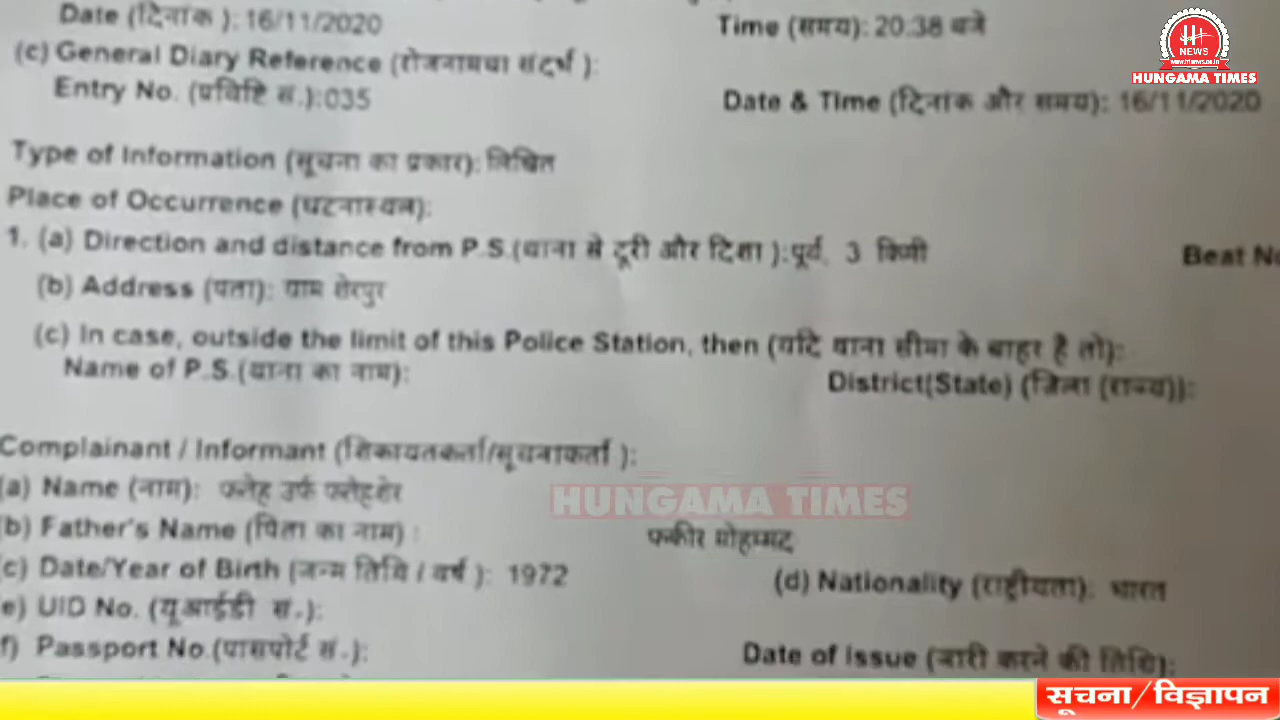 Date (दिनांक ): 16/11/2020 Time (समय): 20:38 बजे
H
NEWS
HUNGAMA TIMES
(c) General Diary Reference (रोजनामचा संदर्भ ):
Entry No. (प्रविष्टि सं.):035 Date & Time (दिनांक और समय): 16/11/2020
Type of Information (सूचना का प्रकार): लिखित
Place of Occurrence (घटनास्थल):
1. (a) Direction and distance from P.S.(थाना से दूरी और दिशा ):पूर्व, 3 किमी Beat No
(b) Address (पता): ग्राम शेरपुर
(c) In case, outside the limit of this Police Station, then (यदि थाना सीमा के बाहर है तो):
Name of P.S.(थाना का नाम): District(State) (जिला (राज्य)):
Complainant / Informant (शिकायतकर्ता/सूचनाकर्ता ):
(a) Name (नाम): फतेह उर्फ फतेहशेर
HUNGAMA TIMES
(b) Father's Name (पिता का नाम) : फकीर मोहम्मद
(c) Date/Year of Birth (जन्म तिथि / वर्ष ): 1972 (d) Nationality (राष्ट्रीयता): भारत
e) UID No. (यूआईडी सं.):
f) Passport No.(पासपोर्ट सं.): Date of Issue (जारी करने की तिथि):
सूचना/विज्ञापन